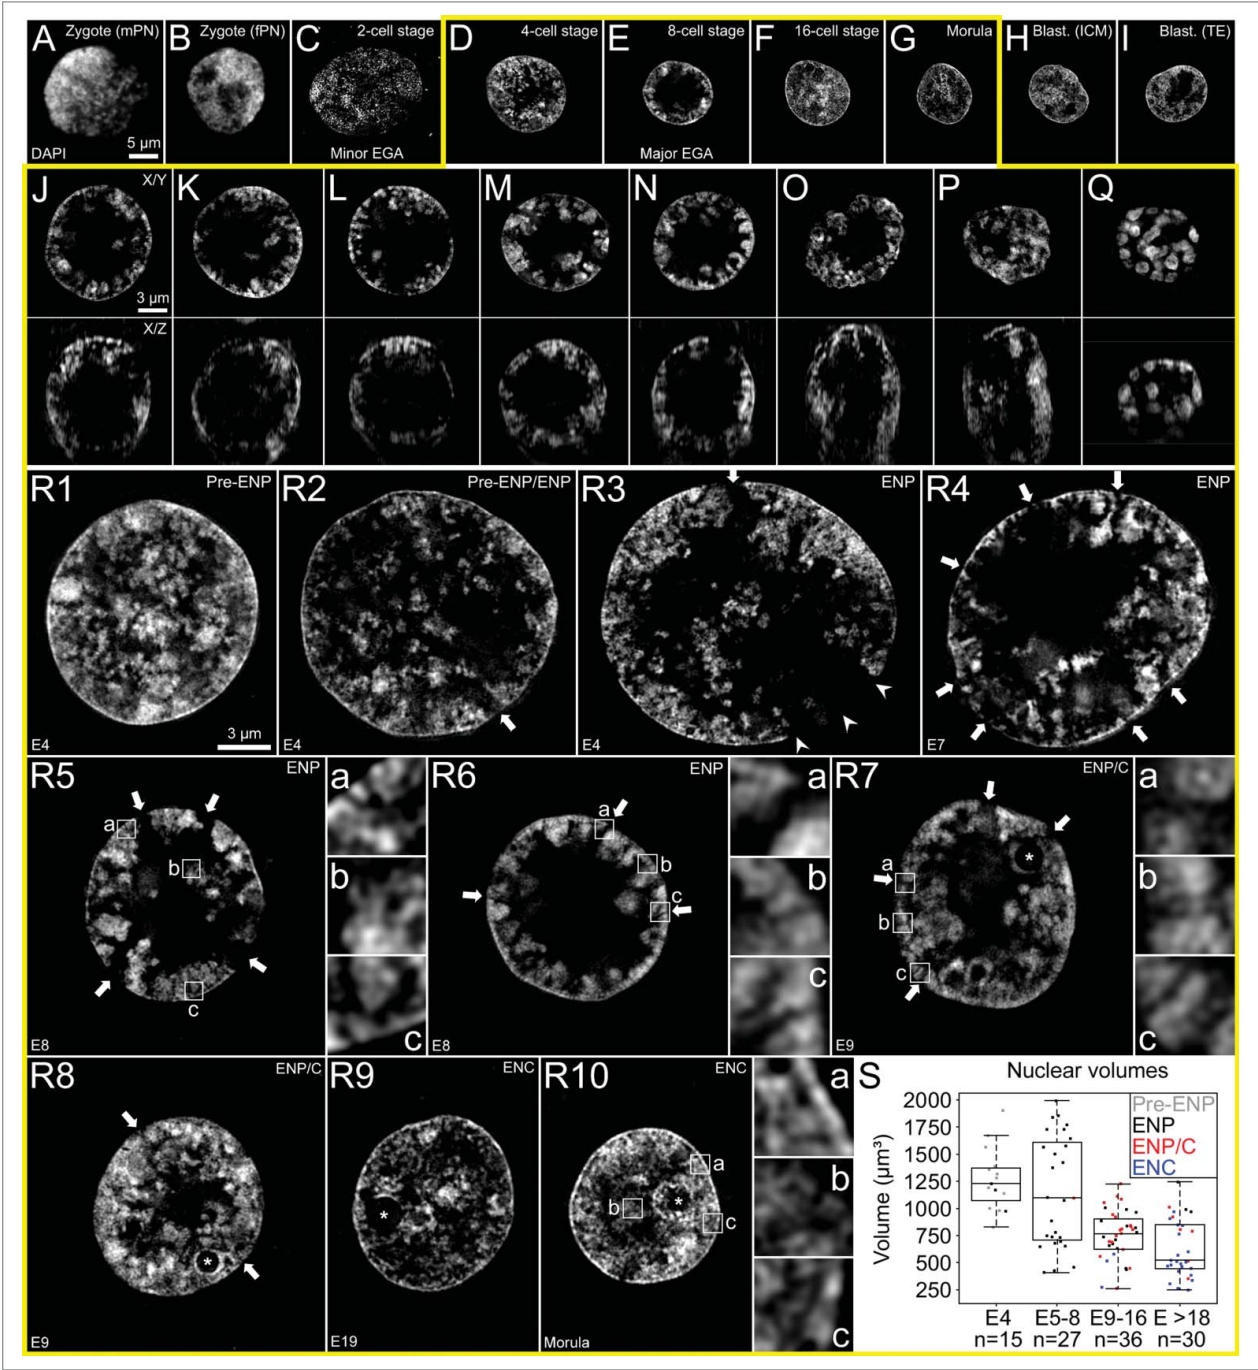 A Zygote (mPN)
B Zygote (fPN)
C 2-cell stage
D 4-cell stage
E 8-cell stage
F 16-cell stage
G Morula
H Blast. (ICM)
I Blast. (TE)
DAPI
5 µm
Minor EGA
Major EGA
J X/Y
K
L
M
N
O
P
Q
3 µm
X/Z
R1 Pre-ENP
R2 Pre-ENP/ENP
R3 ENP
R4 ENP
E4
3 µm
E4
E4
E7
R5 ENP
a
b
c
a
b
c
E8
R6 ENP
a
b
c
a
b
c
E8
R7 ENP/C
a
b
c
*
a
b
c
E9
R8 ENP/C
*
E9
R9 ENC
*
E19
R10 ENC
a
b
c
*
a
b
c
Morula
S Nuclear volumes
Volume (µm³)
2000
1750
1500
1250
1000
750
500
250
Pre-ENP
ENP
ENP/C
ENC
E4 E5-8 E9-16 E >18
n=15 n=27 n=36 n=30